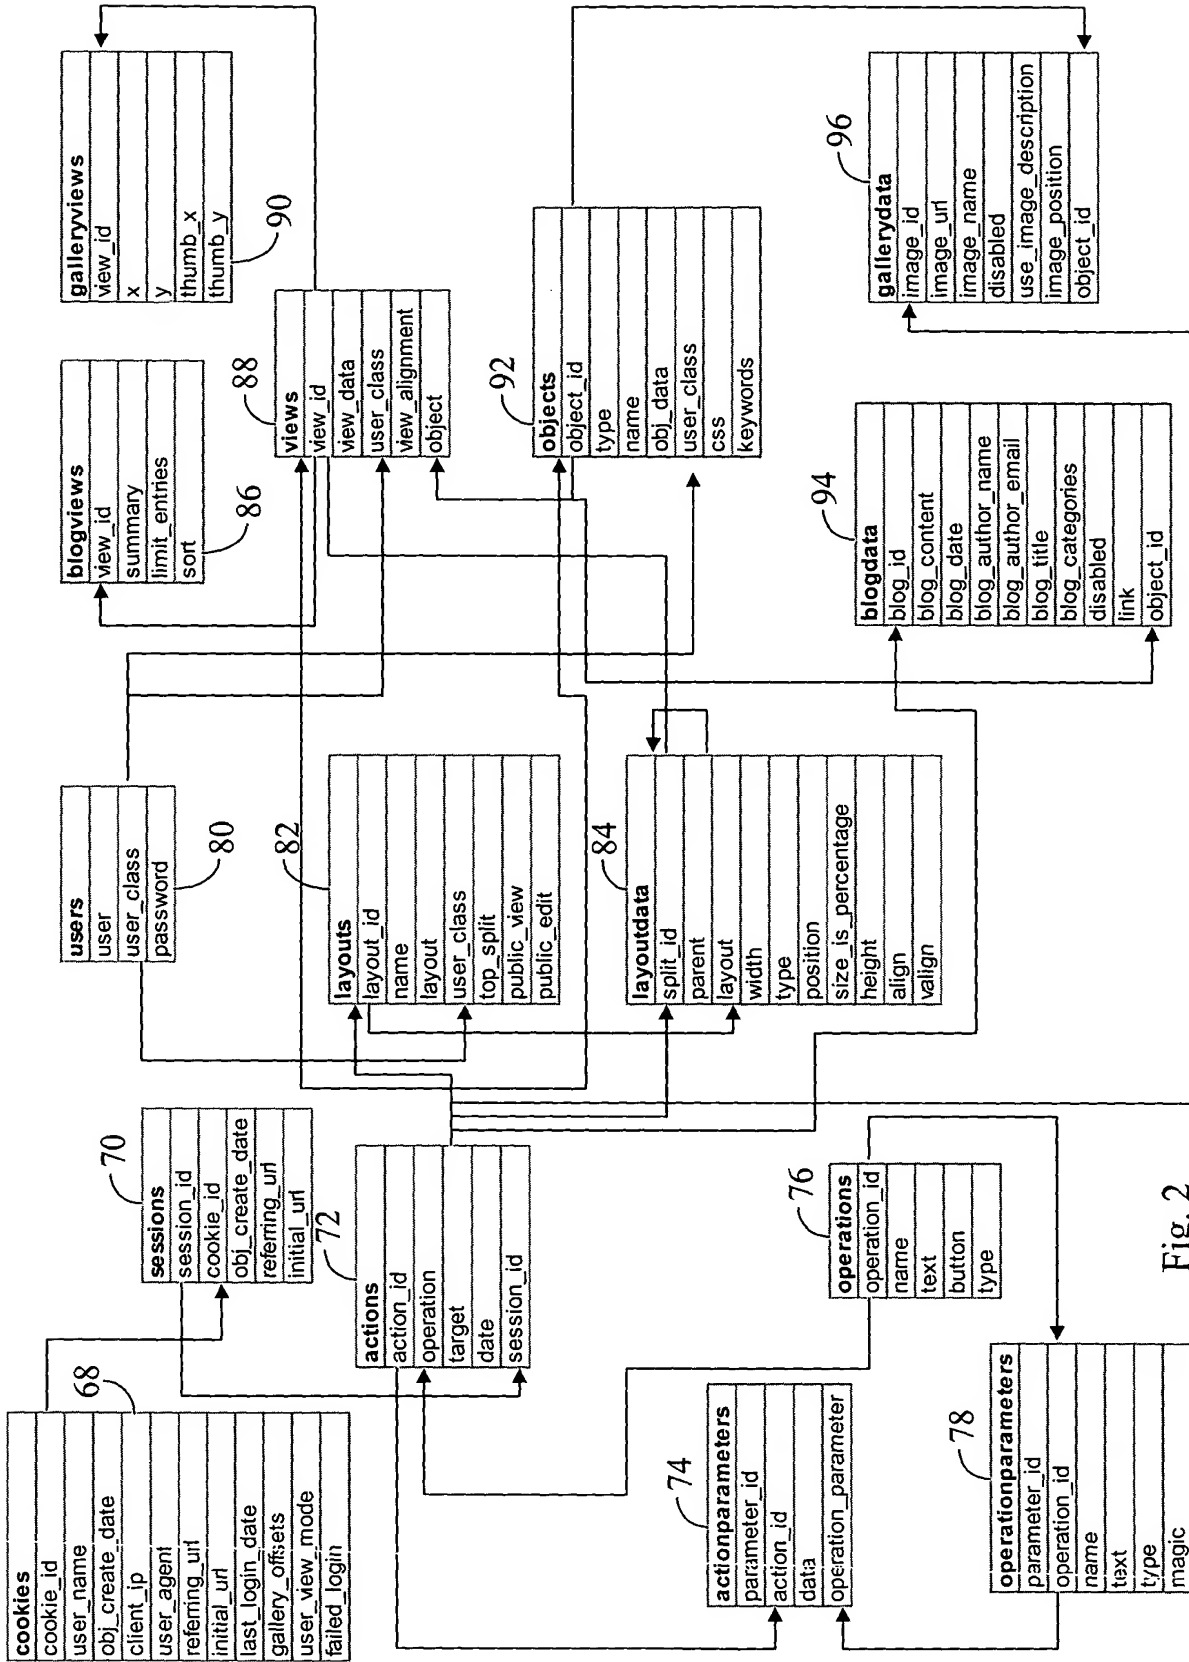 cookies
cookie_id
user_name
obj_create_date
client_ip
user_agent
referring_url
initial_url
last_login_date
gallery_offsets
user_view_mode
failed_login
68
sessions
session_id
cookie_id
obj_create_date
referring_url
initial_url
70
actions
action_id
operation
target
date
session_id
72
actionparameters
parameter_id
action_id
data
operation_parameter
74
operations
operation_id
name
text
button
type
76
operationparameters
parameter_id
operation_id
name
text
type
magic
78
users
user
user_class
password
80
layouts
layout_id
name
layout
user_class
top_split
public_view
public_edit
82
layoutdata
split_id
parent
layout
width
type
position
size_is_percentage
height
align
valign
84
blogviews
view_id
summary
limit_entries
sort
86
views
view_id
view_data
user_class
view_alignment
object
88
galleryviews
view_id
x
y
thumb_x
thumb_y
90
objects
object_id
type
name
obj_data
user_class
css
keywords
92
blogdata
blog_id
blog_content
blog_date
blog_author_name
blog_author_email
blog_title
blog_categories
disabled
link
object_id
94
gallerydata
image_id
image_url
image_name
disabled
use_image_description
image_position
object_id
96
Fig. 2